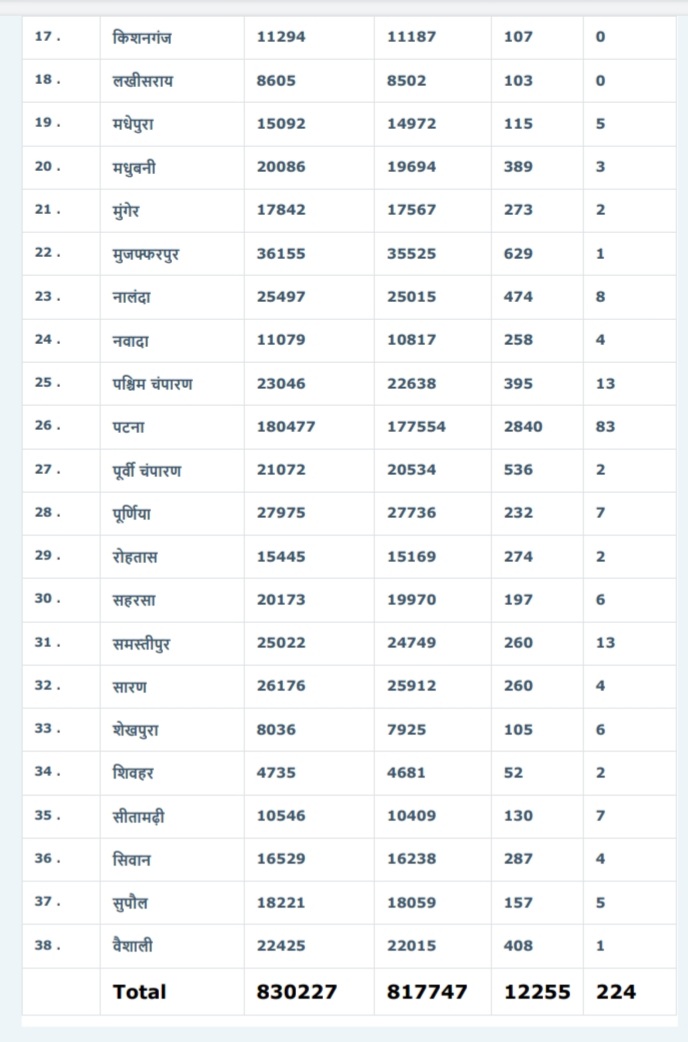 17 . किशनगंज 11294 11187 107 0
18 . लखीसराय 8605 8502 103 0
19 . मधेपुरा 15092 14972 115 5
20 . मधुबनी 20086 19694 389 3
21 . मुंगेर 17842 17567 273 2
22 . मुजफ्फरपुर 36155 35525 629 1
23 . नालंदा 25497 25015 474 8
24 . नवादा 11079 10817 258 4
25 . पश्चिम चंपारण 23046 22638 395 13
26 . पटना 180477 177554 2840 83
27 . पूर्वी चंपारण 21072 20534 536 2
28 . पूर्णिया 27975 27736 232 7
29 . रोहतास 15445 15169 274 2
30 . सहरसा 20173 19970 197 6
31 . समस्तीपुर 25022 24749 260 13
32 . सारण 26176 25912 260 4
33 . शेखपुरा 8036 7925 105 6
34 . शिवहर 4735 4681 52 2
35 . सीतामढ़ी 10546 10409 130 7
36 . सिवान 16529 16238 287 4
37 . सुपौल 18221 18059 157 5
38 . वैशाली 22425 22015 408 1
Total 830227 817747 12255 224